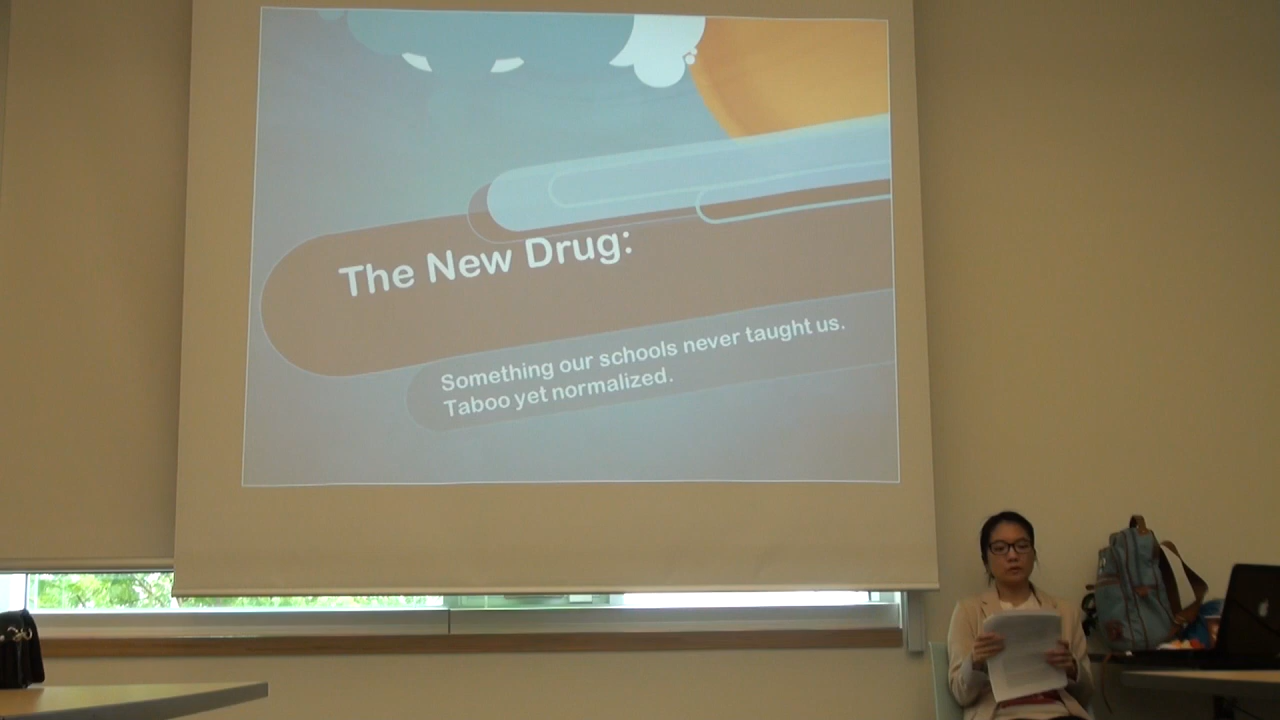 The New Drug:
Something our schools never taught us.
Taboo yet normalized.